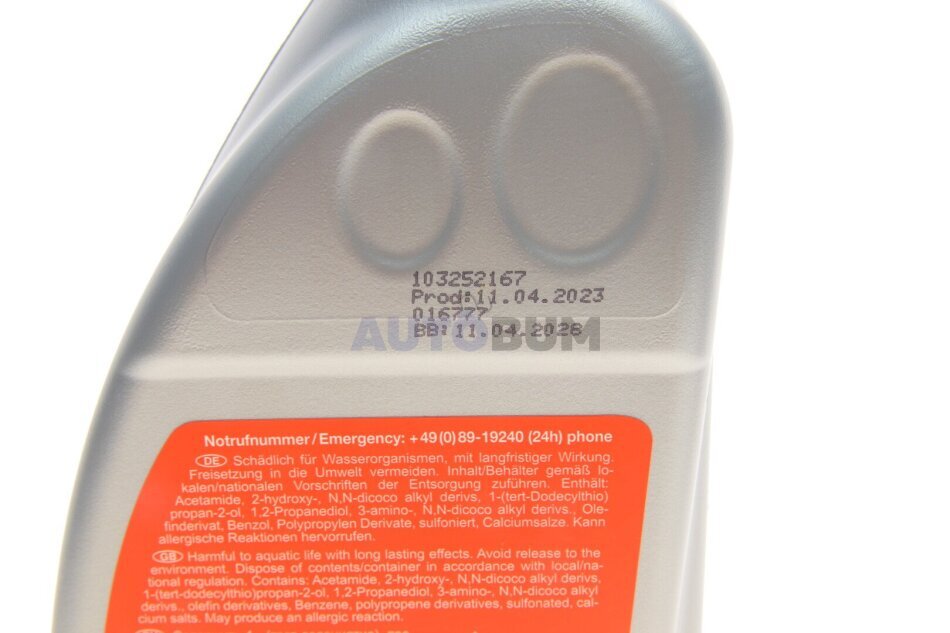 103252167
Prod:11.04.2023
016777
BB:11.04.2028
AUTOBUM
Notrufnummer/Emergency: +49(0)89-19240 (24h) phone
DE Schädlich für Wasserorganismen, mit langfristiger Wirkung.
Freisetzung in die Umwelt vermeiden. Inhalt/Behälter gemäß lo-
kalen/nationalen Vorschriften der Entsorgung zuführen. Enthält:
Acetamide, 2-hydroxy-, N,N-dicoco alkyl derivs, 1-(tert-Dodecylthio)
propan-2-ol, 1,2-Propanediol, 3-amino-, N,N-dicoco alkyl derivs., Ole-
finderivat, Benzol, Polypropylen Derivate, sulfoniert, Calciumsalze. Kann
allergische Reaktionen hervorrufen.
GB Harmful to aquatic life with long lasting effects. Avoid release to the
environment. Dispose of contents/container in accordance with local/na-
tional regulation. Contains: Acetamide, 2-hydroxy-, N,N-dicoco alkyl derivs,
1-(tert-dodecylthio)propan-2-ol, 1,2-Propanediol, 3-amino-, N,N-dicoco alkyl
derivs., olefin derivatives, Benzene, polypropene derivatives, sulfonated, cal-
cium salts. May produce an allergic reaction.